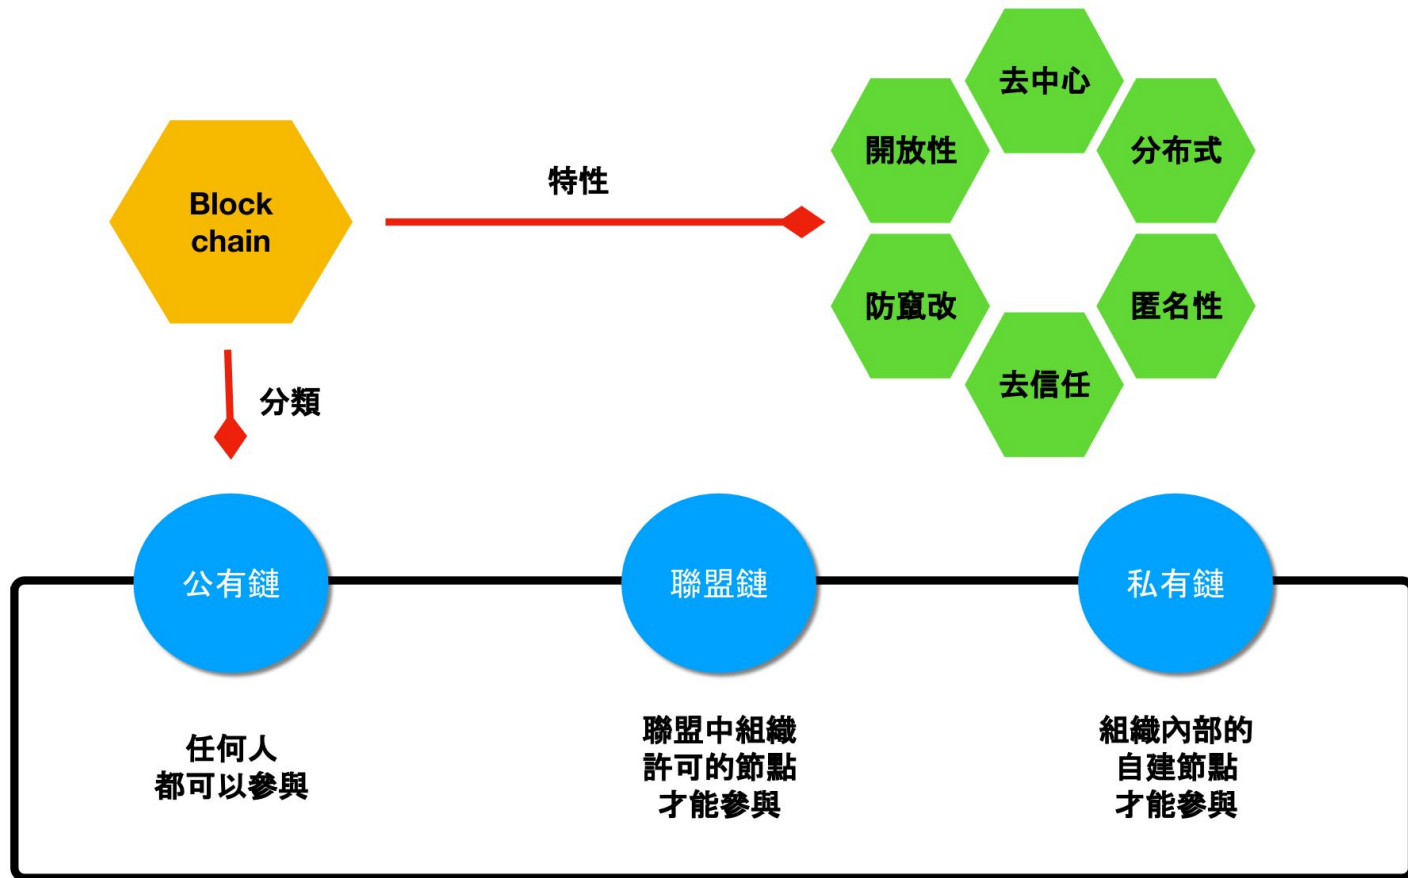 Block
chain
特性
去中心
開放性
分布式
防竄改
匿名性
去信任
分類
公有鏈
聯盟鏈
私有鏈
任何人
都可以參與
聯盟中組織
許可的節點
才能參與
組織內部的
自建節點
才能參與